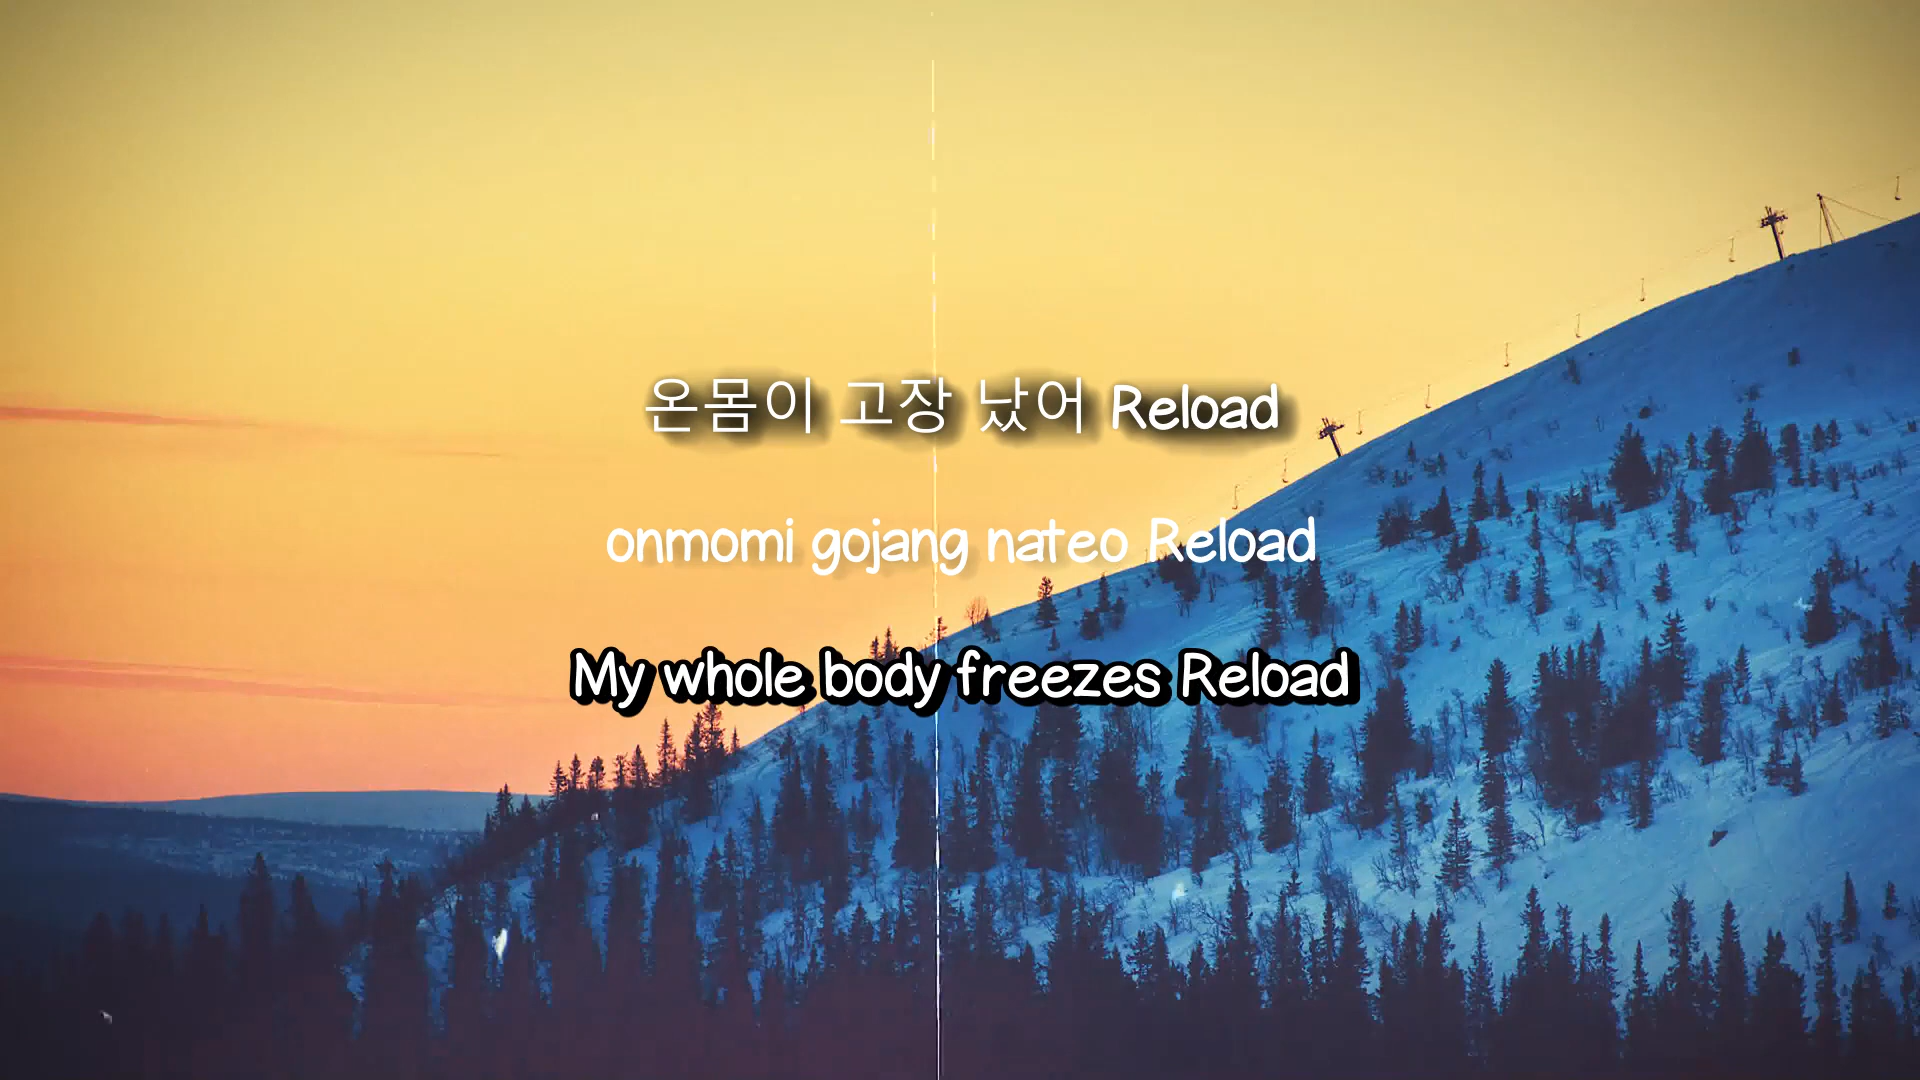 온몸이 고장 났어 Reload
onmomi gojang nateo Reload
My whole body freezes Reload